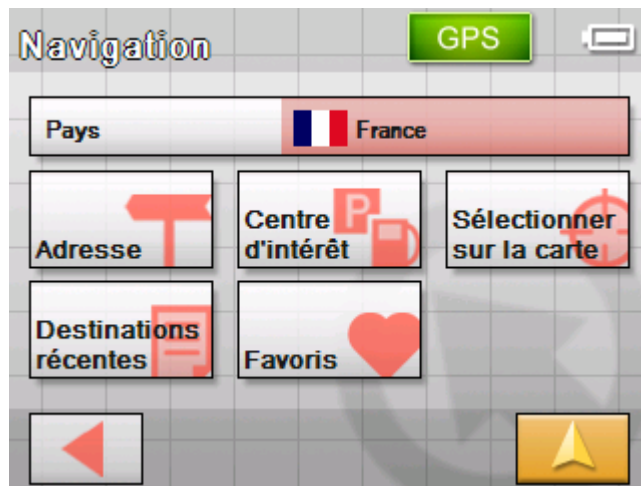 Navigation
GPS
Pays
France
Adresse
Centre
d'intérêt
P
Sélectionner
sur la carte
Destinations
récentes
Favoris